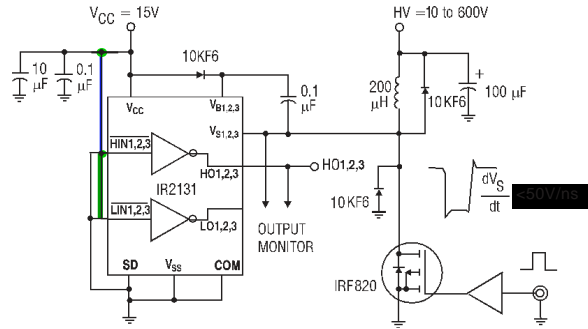 V_CC = 15V
HV =10 to 600V
10KF6
10 µF
0.1 µF
V_CC
V_B1,2,3
0.1 µF
200 µH
10KF6
+
100 µF
V_S1,2,3
HIN1,2,3
HO1,2,3
HO1,2,3
IR2131
LIN1,2,3
LO1,2,3
OUTPUT
MONITOR
10KF6
dV_S
dt
<50V/ns
SD
V_SS
COM
IRF820